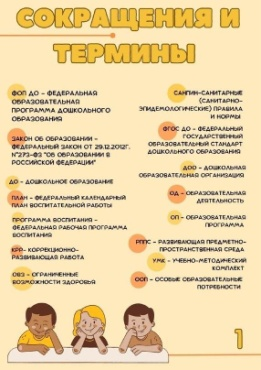 СОКРАЩЕНИЯ И
ТЕРМИНЫ
ФОП ДО – ФЕДЕРАЛЬНАЯ
ОБРАЗОВАТЕЛЬНАЯ
ПРОГРАММА ДОШКОЛЬНОГО
ОБРАЗОВАНИЯ
ЗАКОН ОБ ОБРАЗОВАНИИ –
ФЕДЕРАЛЬНЫЙ ЗАКОН ОТ 29.12.2012Г.
N°273-ФЗ "ОБ ОБРАЗОВАНИИ В
РОССИЙСКОЙ ФЕДЕРАЦИИ"
ДО – ДОШКОЛЬНОЕ ОБРАЗОВАНИЕ
ПЛАН – ФЕДЕРАЛЬНЫЙ КАЛЕНДАРНЫЙ
ПЛАН ВОСПИТАТЕЛЬНОЙ РАБОТЫ
ПРОГРАММА ВОСПИТАНИЯ –
ФЕДЕРАЛЬНАЯ РАБОЧАЯ ПРОГРАММА
ВОСПИТАНИЯ
КРР- КОРРЕКЦИОННО-
РАЗВИВАЮЩАЯ РАБОТА
ОВЗ – ОГРАНИЧЕННЫЕ
ВОЗМОЖНОСТИ ЗДОРОВЬЯ
САНПИН-САНИТАРНЫЕ
(САНИТАРНО-
ЭПИДЕМИОЛОГИЧЕСКИЕ) ПРАВИЛА
И НОРМЫ
ФГОС ДО – ФЕДЕРАЛЬНЫЙ
ГОСУДАРСТВЕННЫЙ
ОБРАЗОВАТЕЛЬНЫЙ СТАНДАРТ
ДОШКОЛЬНОГО ОБРАЗОВАНИЯ
ДОО – ДОШКОЛЬНАЯ
ОБРАЗОВАТЕЛЬНАЯ ОРГАНИЗАЦИЯ
ОД – ОБРАЗОВАТЕЛЬНАЯ
ДЕЯТЕЛЬНОСТЬ
ОП – ОБРАЗОВАТЕЛЬНАЯ
ПРОГРАММА
РППС – РАЗВИВАЮЩАЯ ПРЕДМЕТНО-
ПРОСТРАНСТВЕННАЯ СРЕДА
УМК – УЧЕБНО-МЕТОДИЧЕСКИЙ
КОМПЛЕКТ
ООП – ОСОБЫЕ ОБРАЗОВАТЕЛЬНЫЕ
ПОТРЕБНОСТИ
1